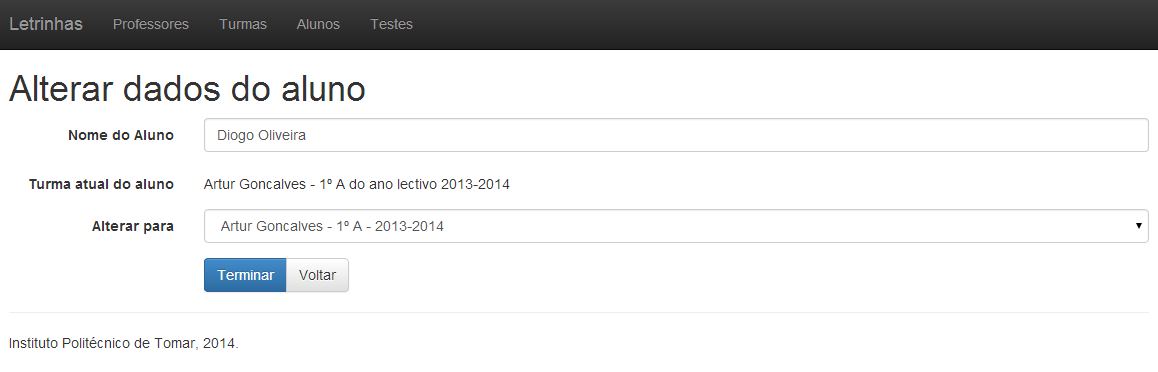 Letrinhas Professores Turmas Alunos Testes
Alterar dados do aluno
Nome do Aluno Diogo Oliveira
Turma atual do aluno Artur Goncalves - 1º A do ano lectivo 2013-2014
Alterar para Artur Goncalves - 1º A - 2013-2014
Terminar Voltar
Instituto Politécnico de Tomar, 2014.